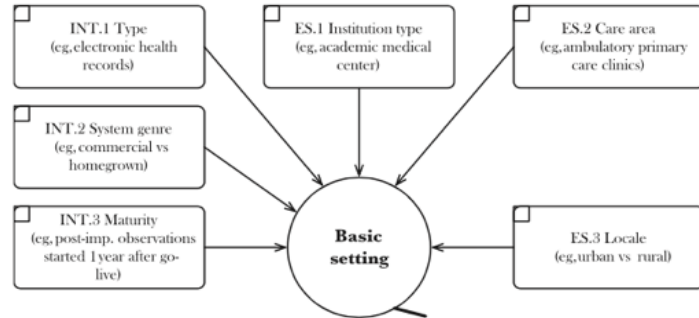 INT.1 Type
(eg,electronic health
records)
ES.1 Institution type
(eg,academic medical
center)
ES.2 Care area
(eg,ambulatory primary
care clinics)
INT.2 System genre
(eg,commercial vs
homegrown)
INT.3 Maturity
(eg,post-imp. observations
started 1year after go-
live)
Basic
setting
ES.3 Locale
(eg,urban vs rural)